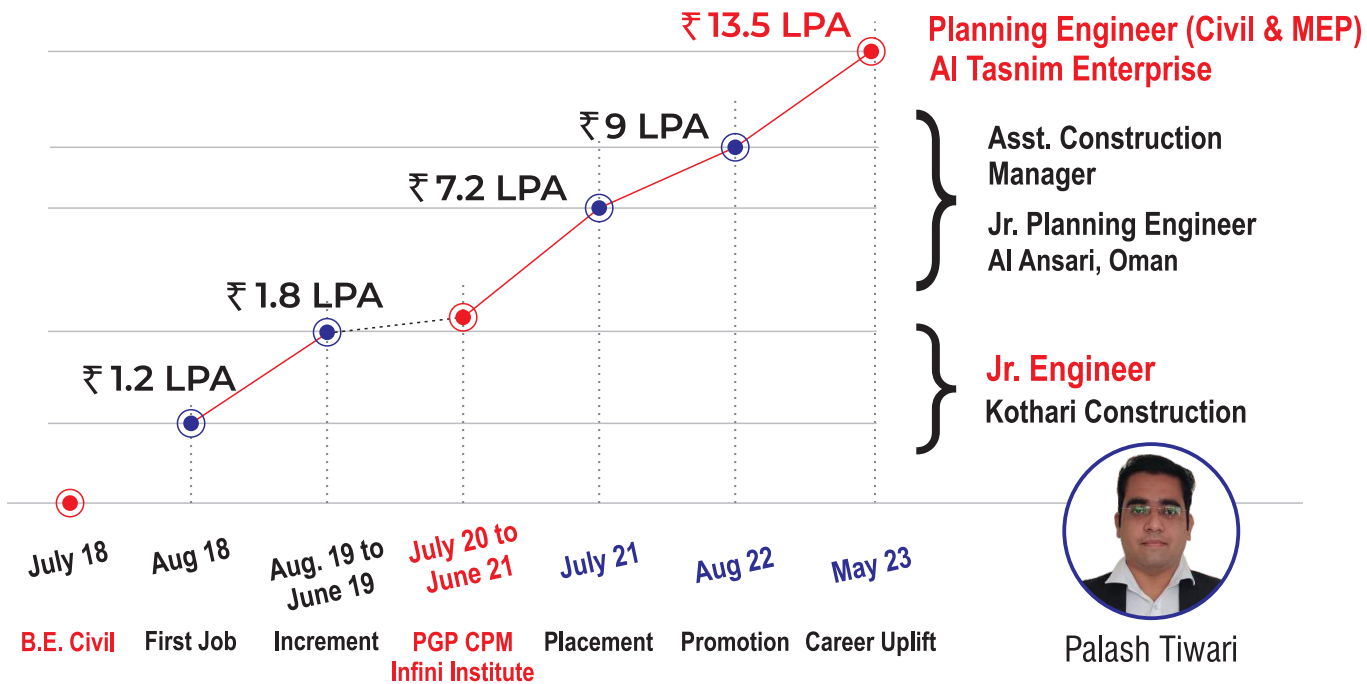 ₹ 13.5 LPA
Planning Engineer (Civil & MEP)
Al Tasnim Enterprise
₹ 9 LPA
Asst. Construction
Manager
₹ 7.2 LPA
Jr. Planning Engineer
Al Ansari, Oman
₹ 1.8 LPA
₹ 1.2 LPA
Jr. Engineer
Kothari Construction
July 18
Aug 18
Aug. 19 to
June 19
July 20 to
June 21
July 21
Aug 22
May 23
B.E. Civil
First Job
Increment
PGP CPM
Infini Institute
Placement
Promotion
Career Uplift
Palash Tiwari